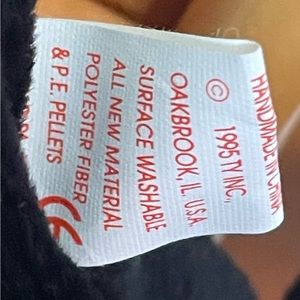 HANDMADE IN CHINA
© 1995 TY INC.,
OAKBROOK, IL. U.S.A.
SURFACE WASHABLE
ALL NEW MATERIAL
POLYESTER FIBER
& P.E. PELLETS
CE